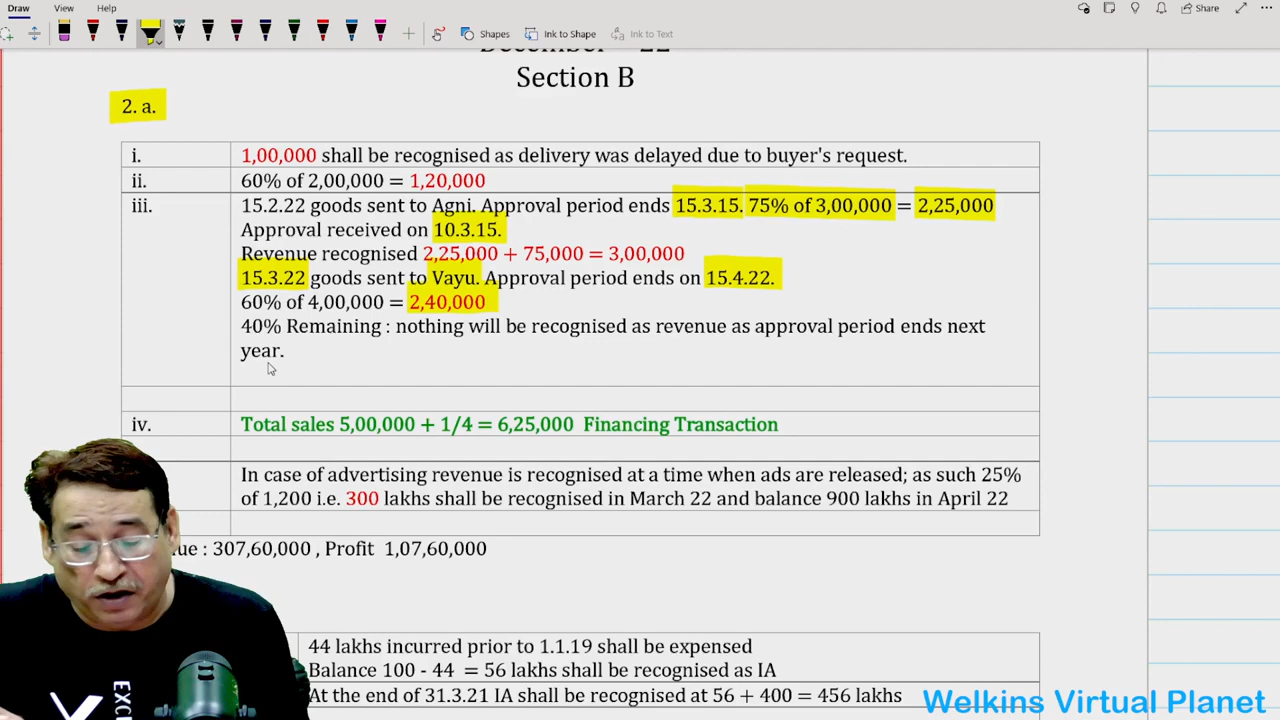 Draw View Help
Shapes Ink to Shape Ink to Text Share
Section B
2. a.
i. 1,00,000 shall be recognised as delivery was delayed due to buyer's request.
ii. 60% of 2,00,000 = 1,20,000
iii. 15.2.22 goods sent to Agni. Approval period ends 15.3.15. 75% of 3,00,000 = 2,25,000
Approval received on 10.3.15.
Revenue recognised 2,25,000 + 75,000 = 3,00,000
15.3.22 goods sent to Vayu. Approval period ends on 15.4.22.
60% of 4,00,000 = 2,40,000
40% Remaining : nothing will be recognised as revenue as approval period ends next
year.
iv. Total sales 5,00,000 + 1/4 = 6,25,000 Financing Transaction
In case of advertising revenue is recognised at a time when ads are released; as such 25%
of 1,200 i.e. 300 lakhs shall be recognised in March 22 and balance 900 lakhs in April 22
: 307,60,000 , Profit 1,07,60,000
44 lakhs incurred prior to 1.1.19 shall be expensed
Balance 100 - 44 = 56 lakhs shall be recognised as IA
At the end of 31.3.21 IA shall be recognised at 56 + 400 = 456 lakhs
Welkins Virtual Planet